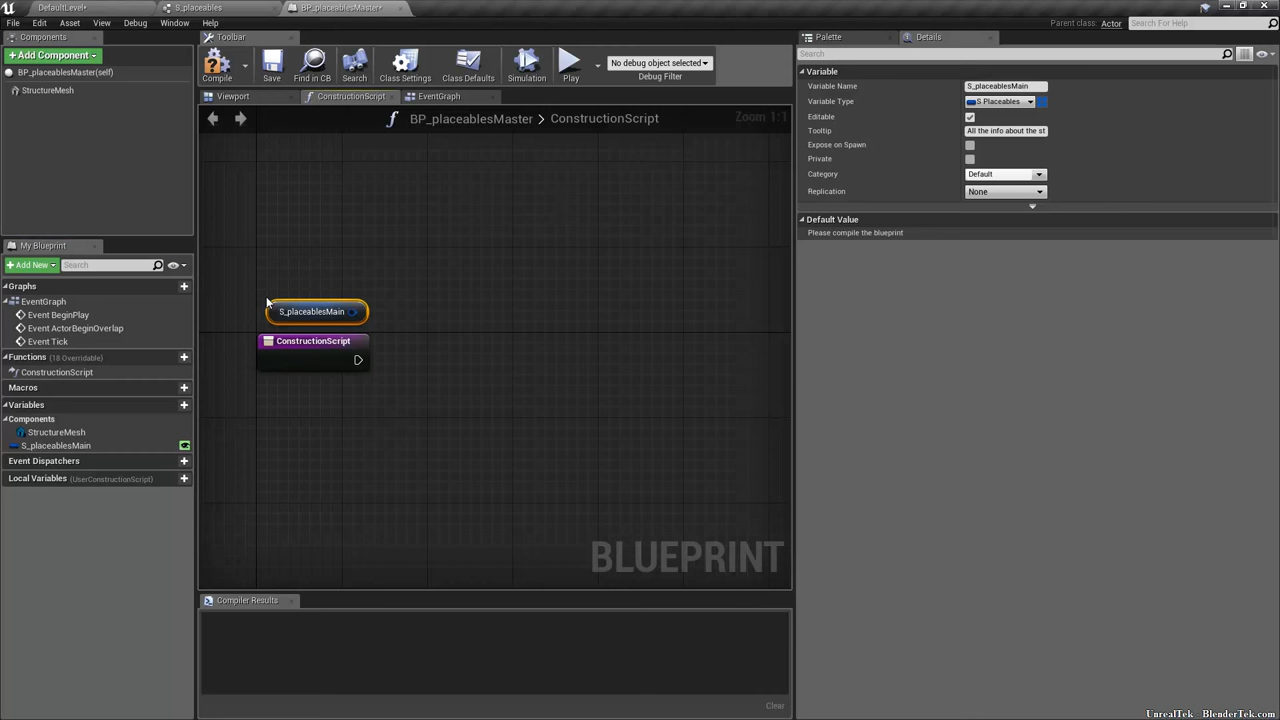 DefaultLevel*
S_placeables
BP_placeablesMaster*
File Edit Asset View Debug Window Help
Parent class: Actor
Search For Help
Components
Toolbar
Palette
Details
+ Add Component
BP_placeablesMaster(self)
StructureMesh
Compile
Save
Find in CB
Search
Class Settings
Class Defaults
Simulation
Play
No debug object selected
Debug Filter
Search
Variable
Variable Name
S_placeablesMain
Variable Type
S Placeables
Editable
Tooltip
All the info about the st
Expose on Spawn
Private
Category
Default
Replication
None
Default Value
Please compile the blueprint
Viewport
ConstructionScript
EventGraph
BP_placeablesMaster > ConstructionScript
Zoom 1:1
S_placeablesMain
ConstructionScript
BLUEPRINT
My Blueprint
+ Add New
Search
Graphs
EventGraph
Event BeginPlay
Event ActorBeginOverlap
Event Tick
Functions (18 Overridable)
ConstructionScript
Macros
Variables
Components
StructureMesh
S_placeablesMain
Event Dispatchers
Local Variables (UserConstructionScript)
Compiler Results
Clear
UnrealTek - BlenderTek.com